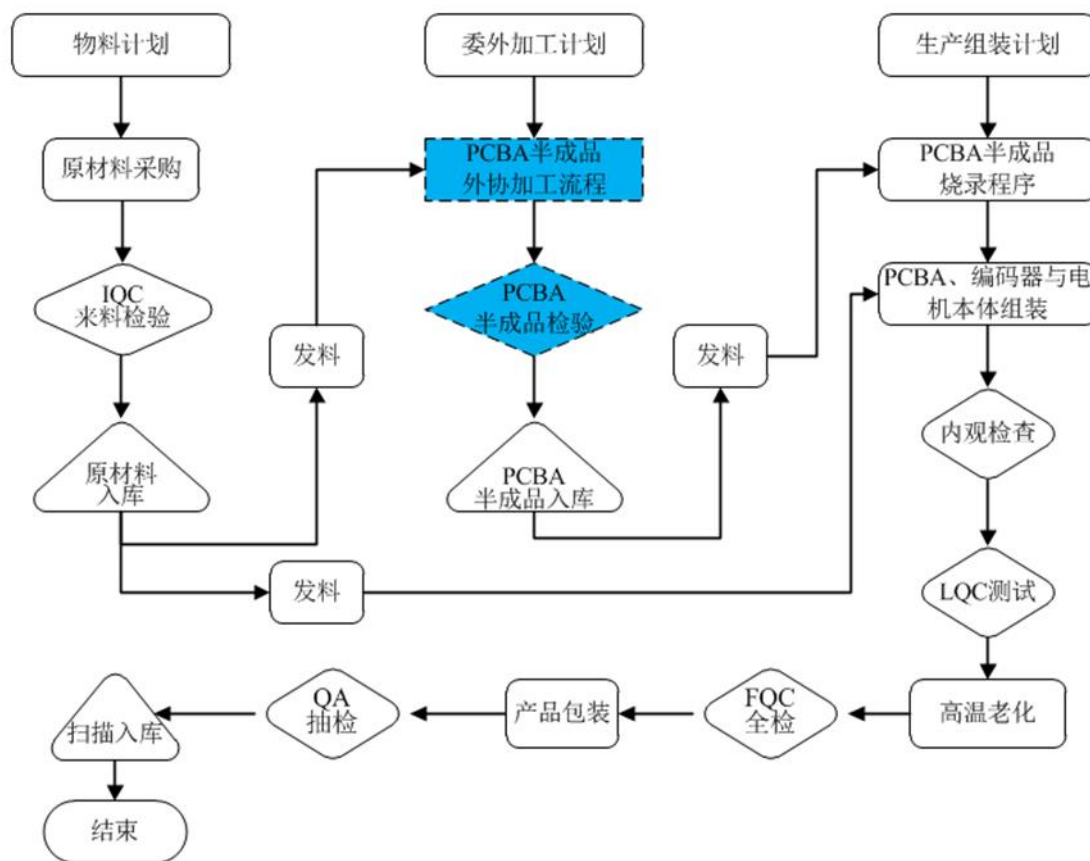 物料计划
委外加工计划
生产组装计划
原材料采购
PCBA半成品
外协加工流程
PCBA半成品
烧录程序
IQC
来料检验
PCBA
半成品检验
PCBA、编码器与电
机本体组装
发料
发料
内观检查
原材料
入库
PCBA
半成品入库
发料
LQC测试
扫描入库
QA
抽检
产品包装
FQC
全检
高温老化
结束